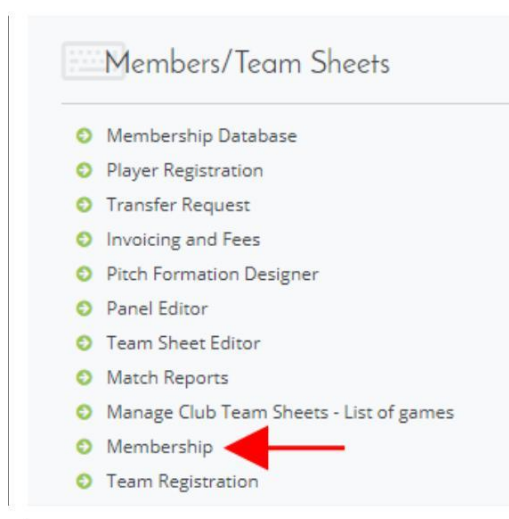 Members/Team Sheets
Membership Database
Player Registration
Transfer Request
Invoicing and Fees
Pitch Formation Designer
Panel Editor
Team Sheet Editor
Match Reports
Manage Club Team Sheets - List of games
Membership
Team Registration